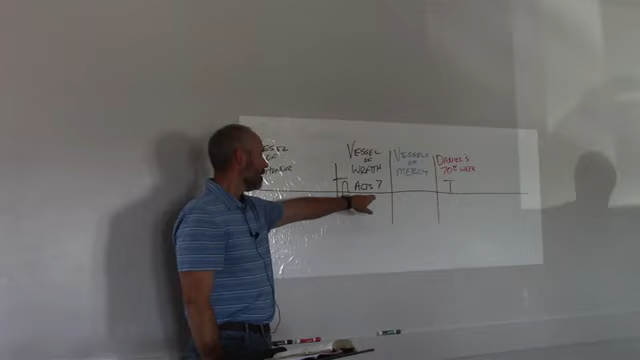 VESSEL
OF
WRATH
ACTS 7
VESSELS
OF
MERCY
DANIEL'S
70TH WEEK